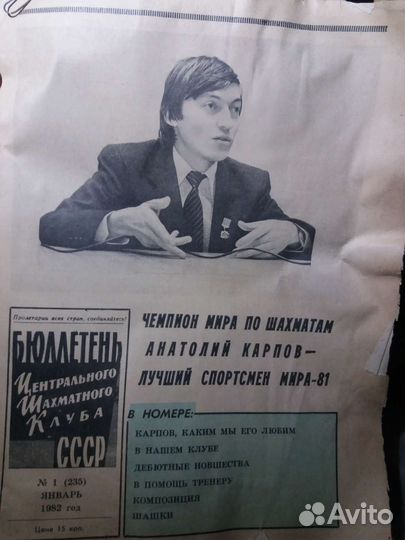 Пролетарии всех стран, соединяйтесь!
БЮЛЛЕТЕНЬ
ЦЕНТРАЛЬНОГО
ШАХМАТНОГО
КЛУБА
СССР
№ 1 (235)
ЯНВАРЬ
1982 год
Цена 15 коп.
ЧЕМПИОН МИРА ПО ШАХМАТАМ
АНАТОЛИЙ КАРПОВ—
ЛУЧШИЙ СПОРТСМЕН МИРА-81
В НОМЕРЕ:
КАРПОВ, КАКИМ МЫ ЕГО ЛЮБИМ
В НАШЕМ КЛУБЕ
ДЕБЮТНЫЕ НОВШЕСТВА
В ПОМОЩЬ ТРЕНЕРУ
КОМПОЗИЦИЯ
ШАШКИ
Avito